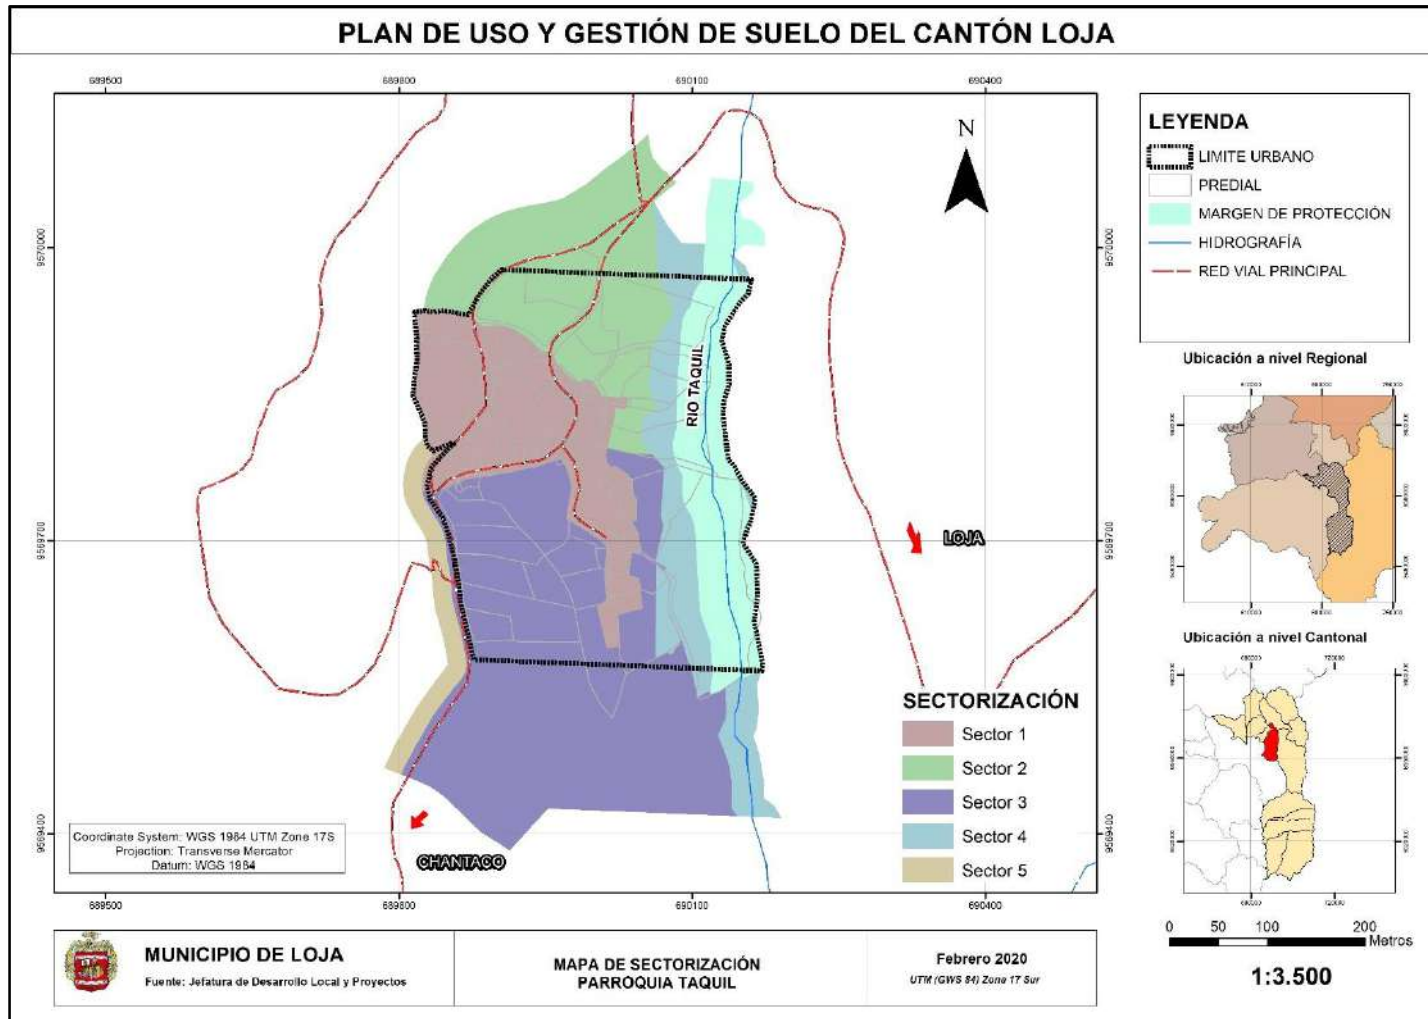 PLAN DE USO Y GESTIÓN DE SUELO DEL CANTÓN LOJA
689500
689800
690100
690400
9570000
9569700
9569400
9570000
9569700
9569400
N
RIO TAQUIL
LOJA
CHANTACO
Coordinate System: WGS 1984 UTM Zone 17S
Projection: Transverse Mercator
Datum: WGS 1984
SECTORIZACIÓN
Sector 1
Sector 2
Sector 3
Sector 4
Sector 5
689500
689800
690100
690400
LEYENDA
LIMITE URBANO
PREDIAL
MARGEN DE PROTECCIÓN
HIDROGRAFÍA
RED VIAL PRINCIPAL
Ubicación a nivel Regional
Ubicación a nivel Cantonal
0 50 100 200
Metros
1:3.500
MUNICIPIO DE LOJA
Fuente: Jefatura de Desarrollo Local y Proyectos
MAPA DE SECTORIZACIÓN
PARROQUIA TAQUIL
Febrero 2020
UTM (GWS 84) Zona 17 Sur